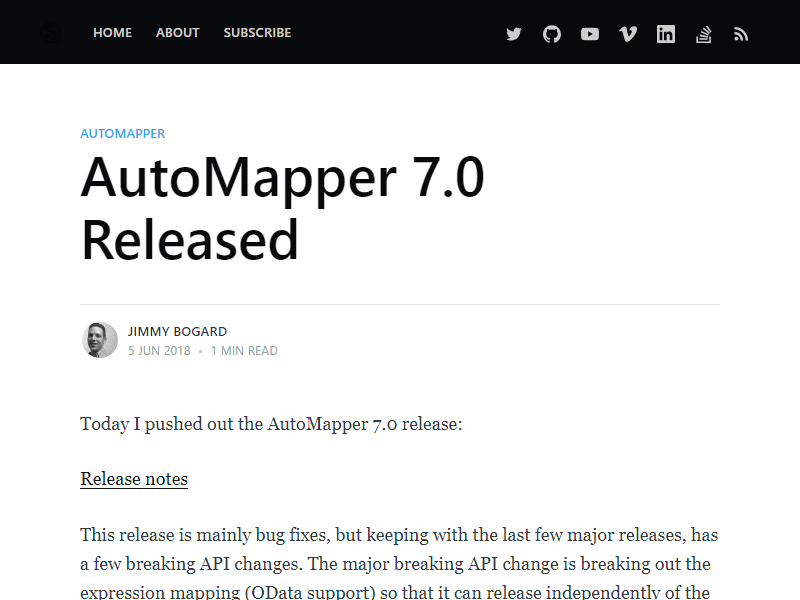 HOME ABOUT SUBSCRIBE
AUTOMAPPER
AutoMapper 7.0
Released
JIMMY BOGARD
5 JUN 2018 • 1 MIN READ
Today I pushed out the AutoMapper 7.0 release:
Release notes
This release is mainly bug fixes, but keeping with the last few major releases, has
a few breaking API changes. The major breaking API change is breaking out the
expression mapping (OData support) so that it can release independently of the